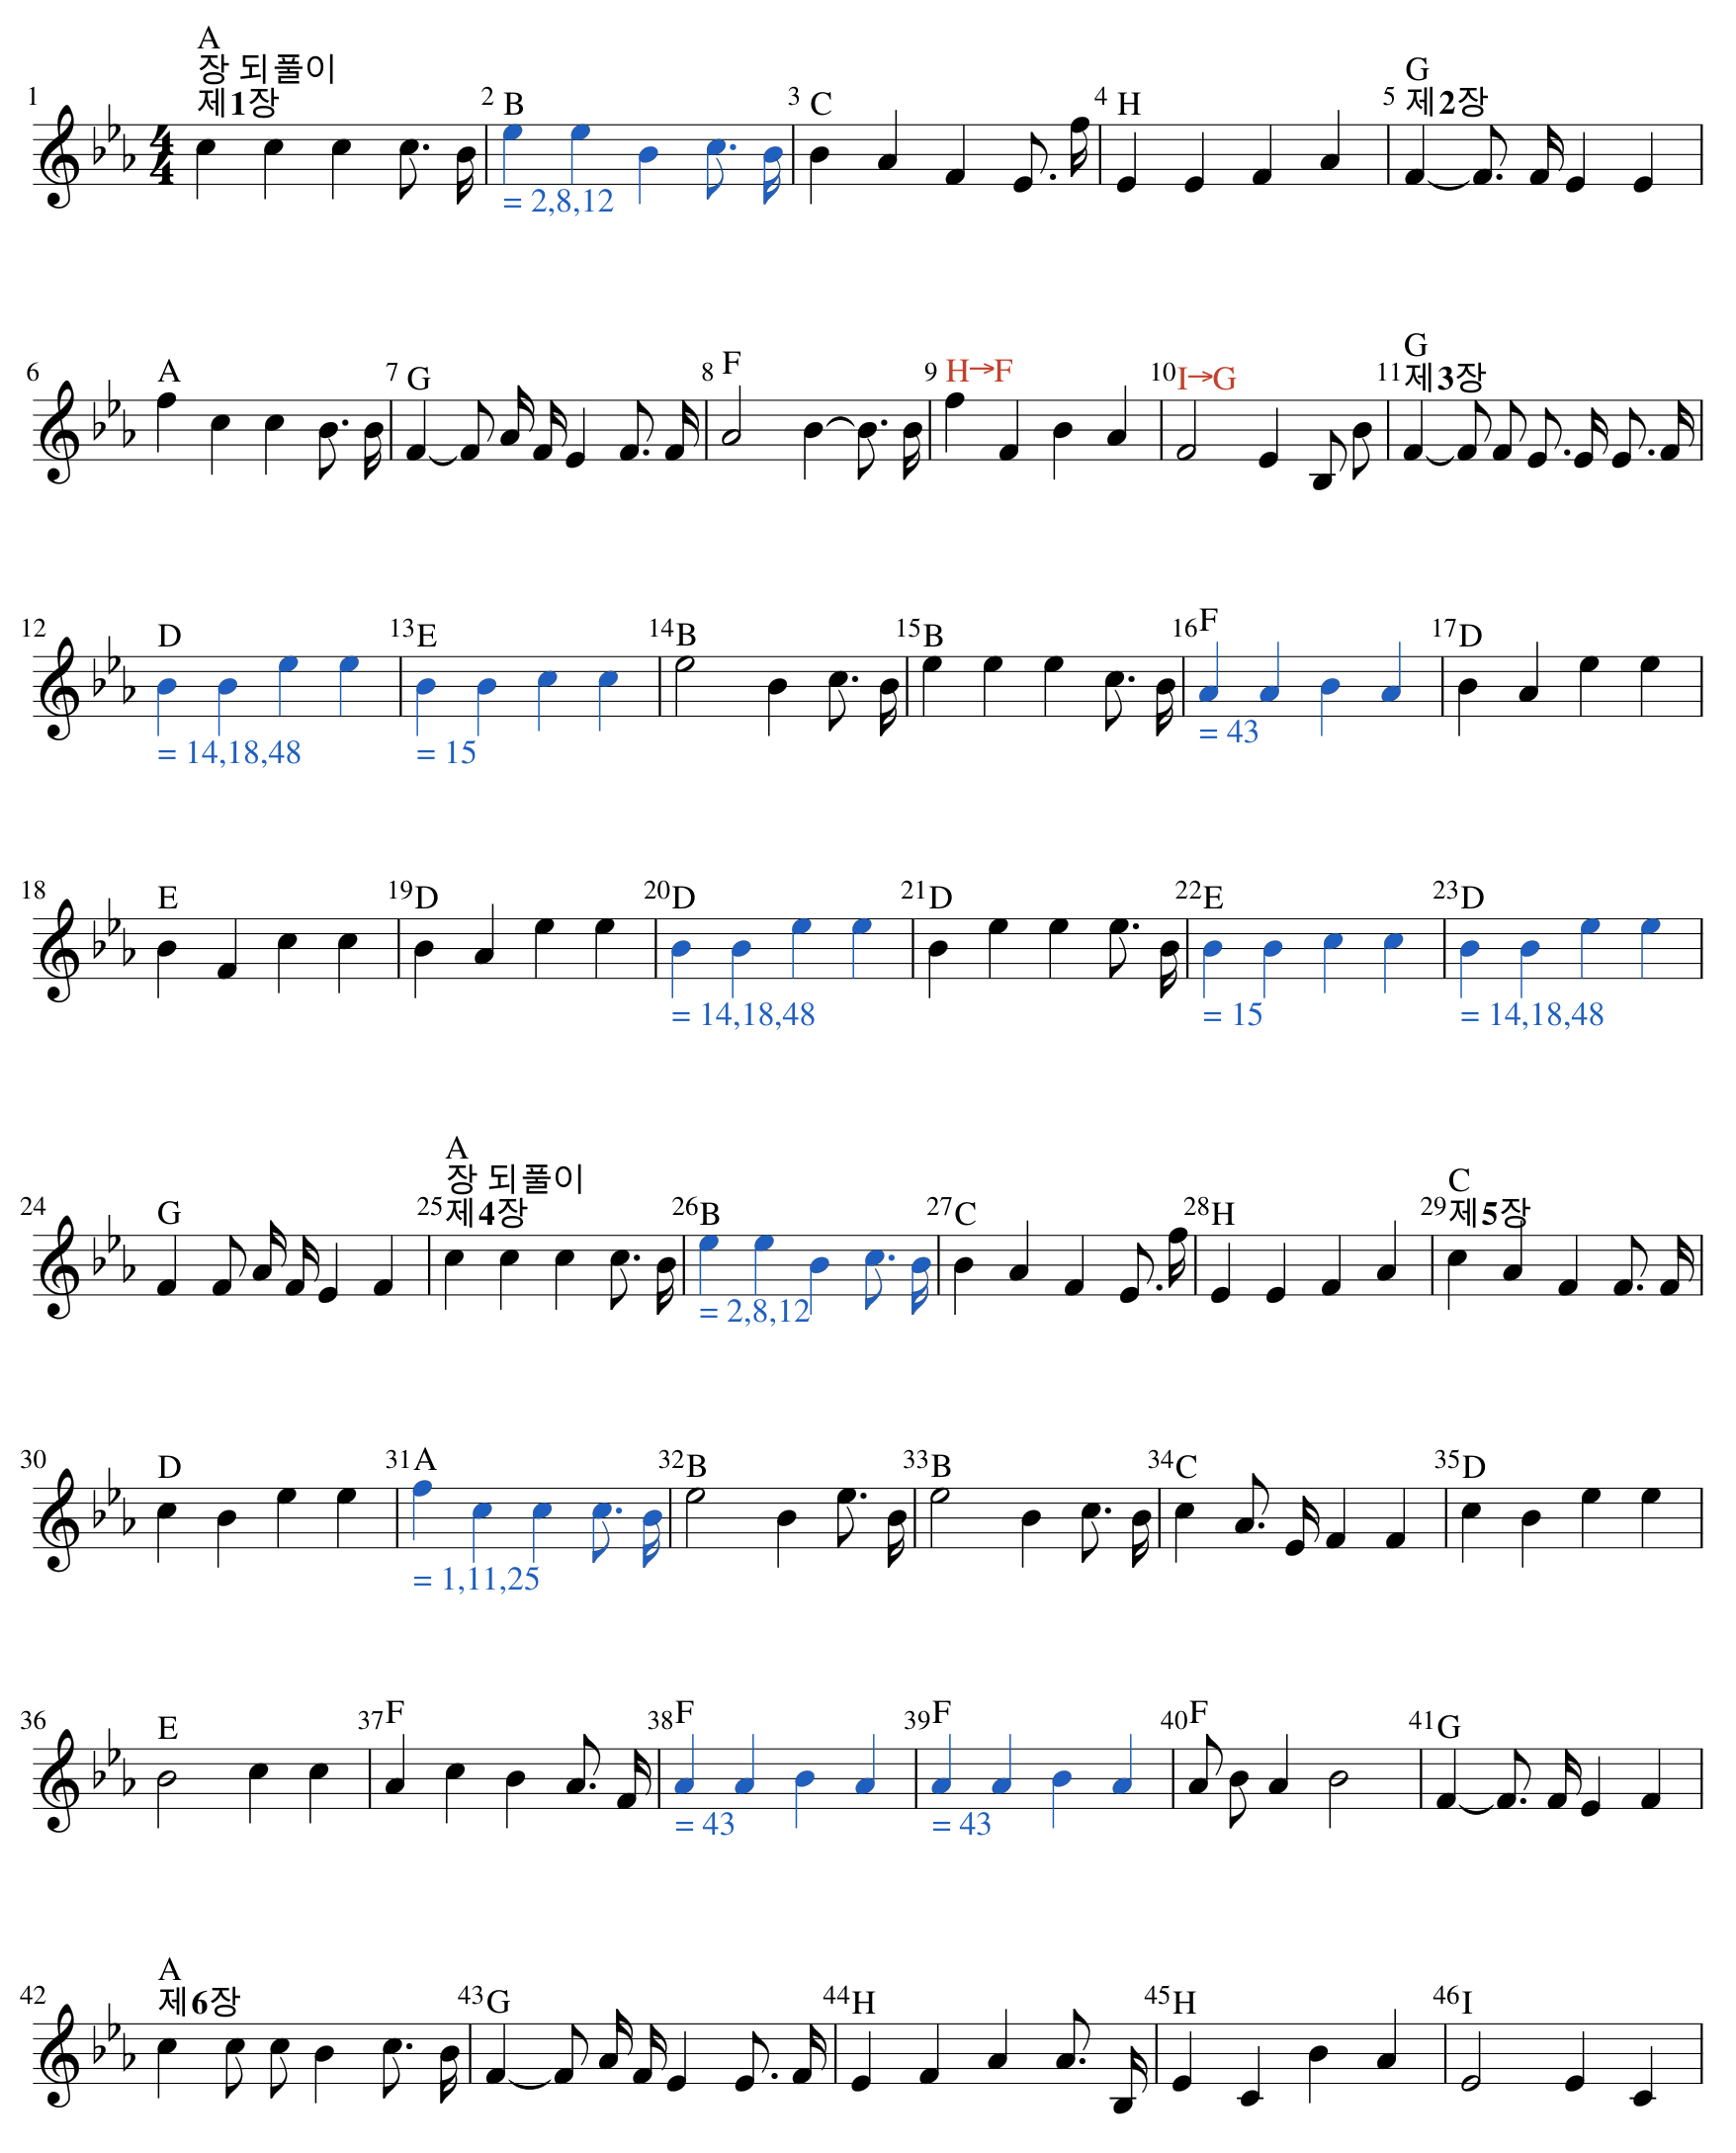 A
장 되풀이
제1장
1 2 B 3 C 4 H 5 G
제2장
4 4
= 2,8,12
6 A 7 G 8 F 9 H→F 10 I→G 11 G
제3장
12 D 13 E 14 B 15 B 16 F 17 D
= 14,18,48 = 15 = 43
18 E 19 D 20 D 21 D 22 E 23 D
= 14,18,48 = 15 = 14,18,48
A
장 되풀이
24 G 25 제4장 26 B 27 C 28 H 29 C
제5장
= 2,8,12
30 D 31 A 32 B 33 B 34 C 35 D
= 1,11,25
36 E 37 F 38 F 39 F 40 F 41 G
= 43 = 43
A
42 제6장 43 G 44 H 45 H 46 I